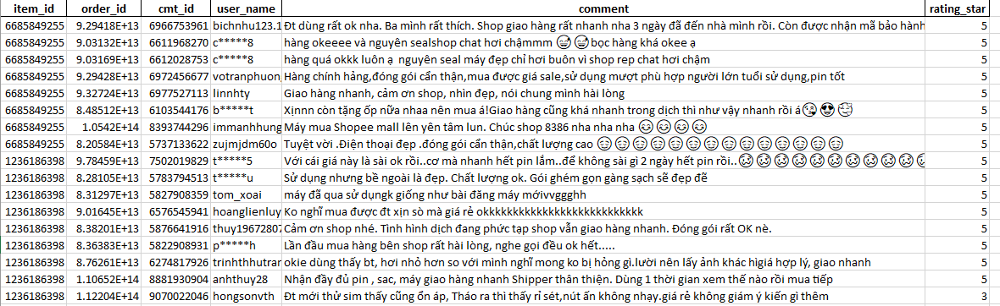 item_id order_id cmt_id user_name comment rating_star
6685849255 9.29418E+13 6966753961 bichnhu123.1 Đt dùng rất ok nha. Ba mình rất thích. Shop giao hàng rất nhanh nha 3 ngày đã đến nhà mình rồi. Còn được nhận mã bảo hành 5
6685849255 9.03132E+13 6611968270 c*****8 hàng okeeee và nguyên sealshop chat hơi chậmmm 😅😅bọc hàng khá okee ạ 5
6685849255 9.03169E+13 6612028753 c*****8 hàng quá okkk luôn ạ nguyên seal máy đẹp chỉ hơi buôn vì shop rep chat hơi chậm 5
6685849255 9.29428E+13 6972456677 votranphuon Hàng chính hảng,đóng gói cẩn thận,mua được giá sale,sử dụng mượt phù hợp người lớn tuổi sử dụng,pin tốt 5
6685849255 9.32724E+13 6977527113 linnhty Giao hàng nhanh, cảm ơn shop, nhìn đẹp, nói chung mình hài lòng 5
6685849255 8.48512E+13 6103544176 b*****t Xịnnn còn tặng ốp nữa nhaa nên mua á!Giao hàng cũng khá nhanh trong dịch thì như vậy nhanh rồi á 5
6685849255 1.0542E+14 8393744296 immanhhung Máy mua Shopee mall lên yên tâm lun. Chúc shop 8386 nha nha nha 5
6685849255 8.20584E+13 5737133622 zujmjdm60o Tuyệt vời .Điện thoại đẹp .đóng gói cẩn thận,chất lượng cao 5
1236186398 9.78459E+13 7502019829 t*****5 Với cái giá này là sài ok rồi..cơ mà nhanh hết pin lắm..để không sài gì 2 ngày hết pin rồi.. 5
1236186398 8.28105E+13 5783794513 t*****u Sử dụng nhưng bề ngoài là đẹp. Chất lượng ok. Gói ghém gọn gàng sạch sẽ đẹp đẽ 5
1236186398 8.31297E+13 5827908359 tom_xoai máy đã qua sử dụngk giống như bài đăng máy mớivvggghh 5
1236186398 9.01645E+13 6576545941 hoanglienluy Ko nghĩ mua được đt xịn sò mà giá rẻ okkkkkkkkkkkkkkkkkkkkkkkkkkk 5
1236186398 8.38201E+13 5876641916 thuy19672807 Cảm ơn shop nhé. Tình hình dịch đang phức tạp shop vẫn giao hàng nhanh. Đóng gói rất OK nè. 5
1236186398 8.36383E+13 5822908931 p*****h Lần đầu mua hàng bên shop rất hài lòng, nghe gọi đều ok hết..... 5
1236186398 8.76261E+13 6274817926 trinhthhutran okie dùng thấy bt, hơi nhỏ hơn so với mình nghĩ mong ko bị hỏng gì.lười nên lấy ảnh khác hìgiá hợp lý, giao nhanh 5
1236186398 1.10652E+14 8881930904 anhthuy28 Nhận đầy đủ pin , sac, máy giao hàng nhanh Shipper thân thiện. Dùng 1 thời gian xem thế nào rồi mua tiếp 5
1236186398 1.12204E+14 9070022046 hongsonvth Đt mới thử sim thấy cũng ổn áp, Tháo ra thì thấy rỉ sét,nút ấn không nhạy.giá rẻ không giám ý kiến gì thêm 3